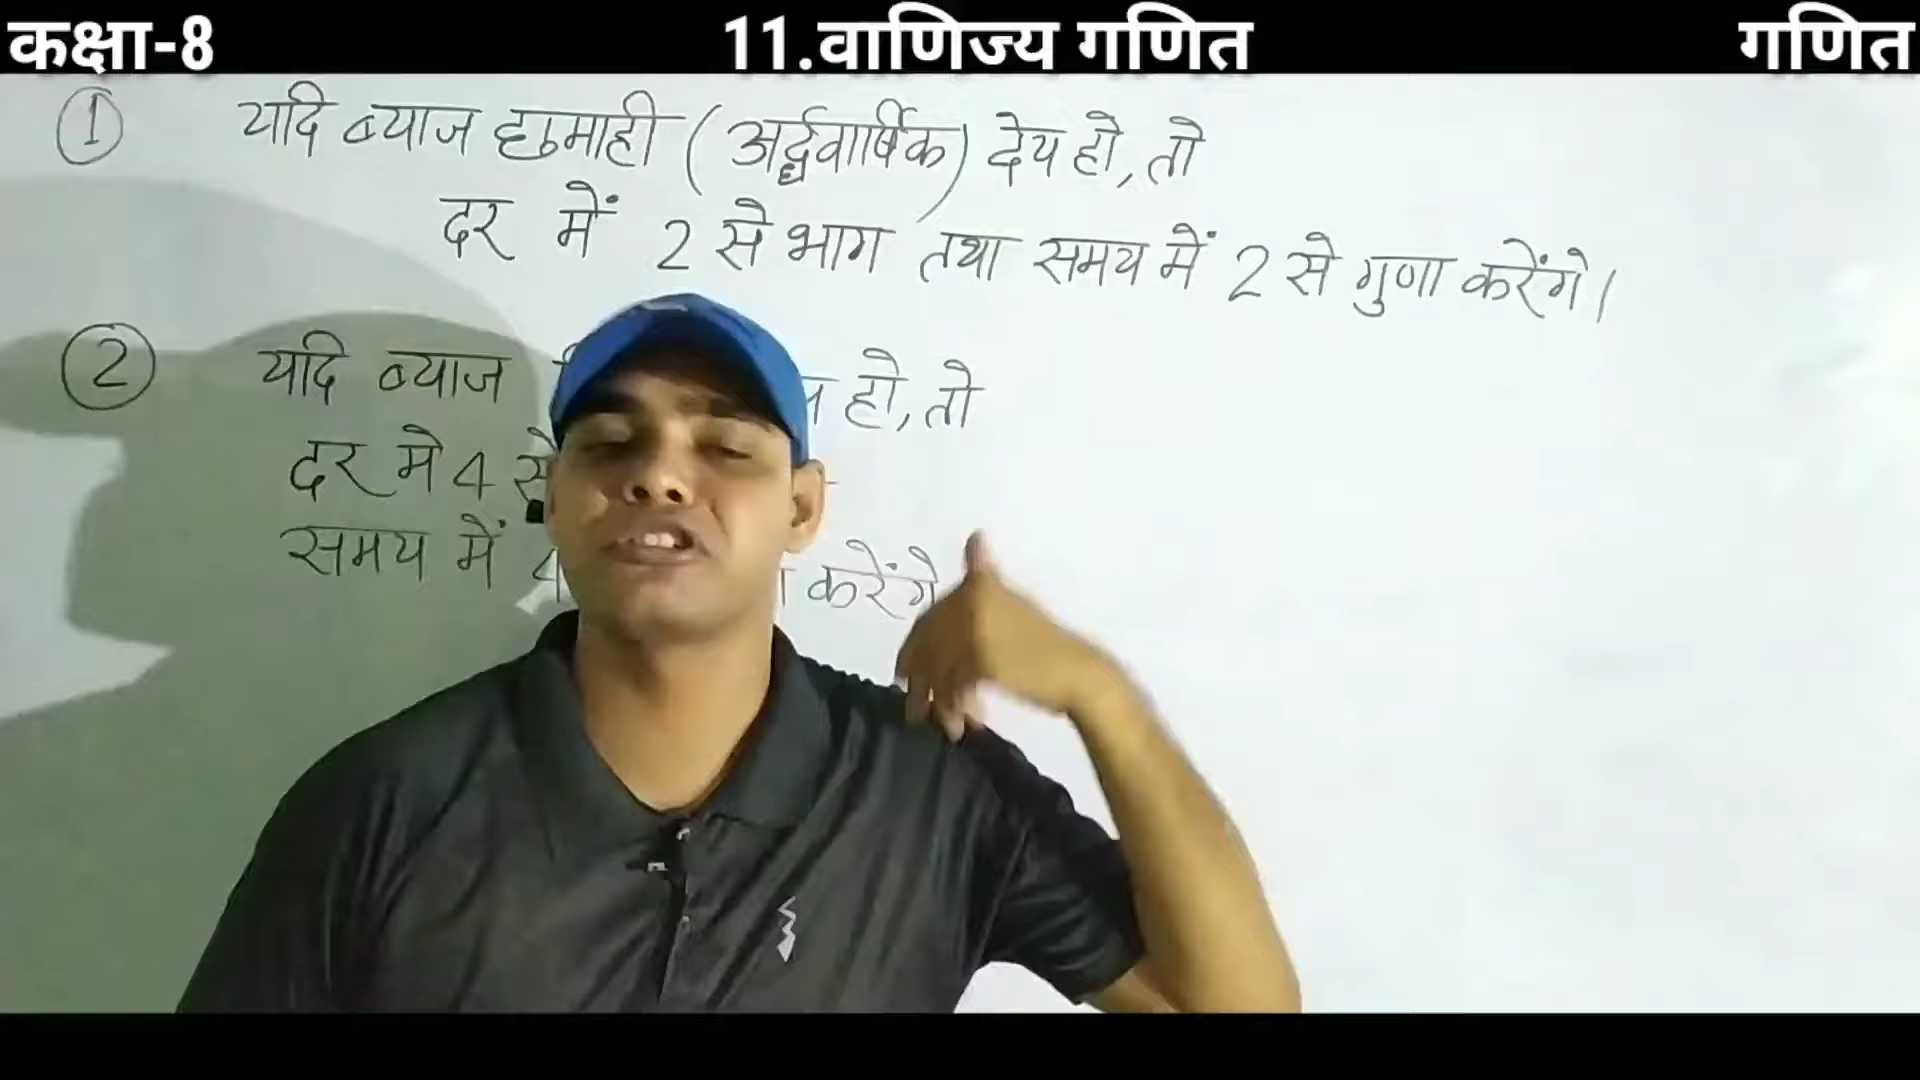 कक्षा-8 11.वाणिज्य गणित गणित
① यदि ब्याज छमाही (अर्द्धवार्षिक) देय हो, तो
दर में 2 से भाग तथा समय में 2 से गुणा करेंगे।
② यदि ब्याज हो, तो
दर मे 4 से
समय में 4 करेंगे